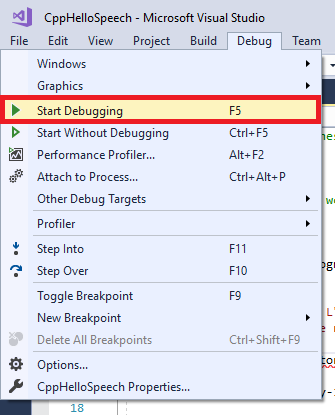 CppHelloSpeech - Microsoft Visual Studio
File Edit View Project Build Debug Team
Windows
Graphics
Start Debugging F5
Start Without Debugging Ctrl+F5
Performance Profiler... Alt+F2
Attach to Process... Ctrl+Alt+P
Other Debug Targets
Profiler
Step Into F11
Step Over F10
Toggle Breakpoint F9
New Breakpoint
Delete All Breakpoints Ctrl+Shift+F9
Options...
CppHelloSpeech Properties...
18